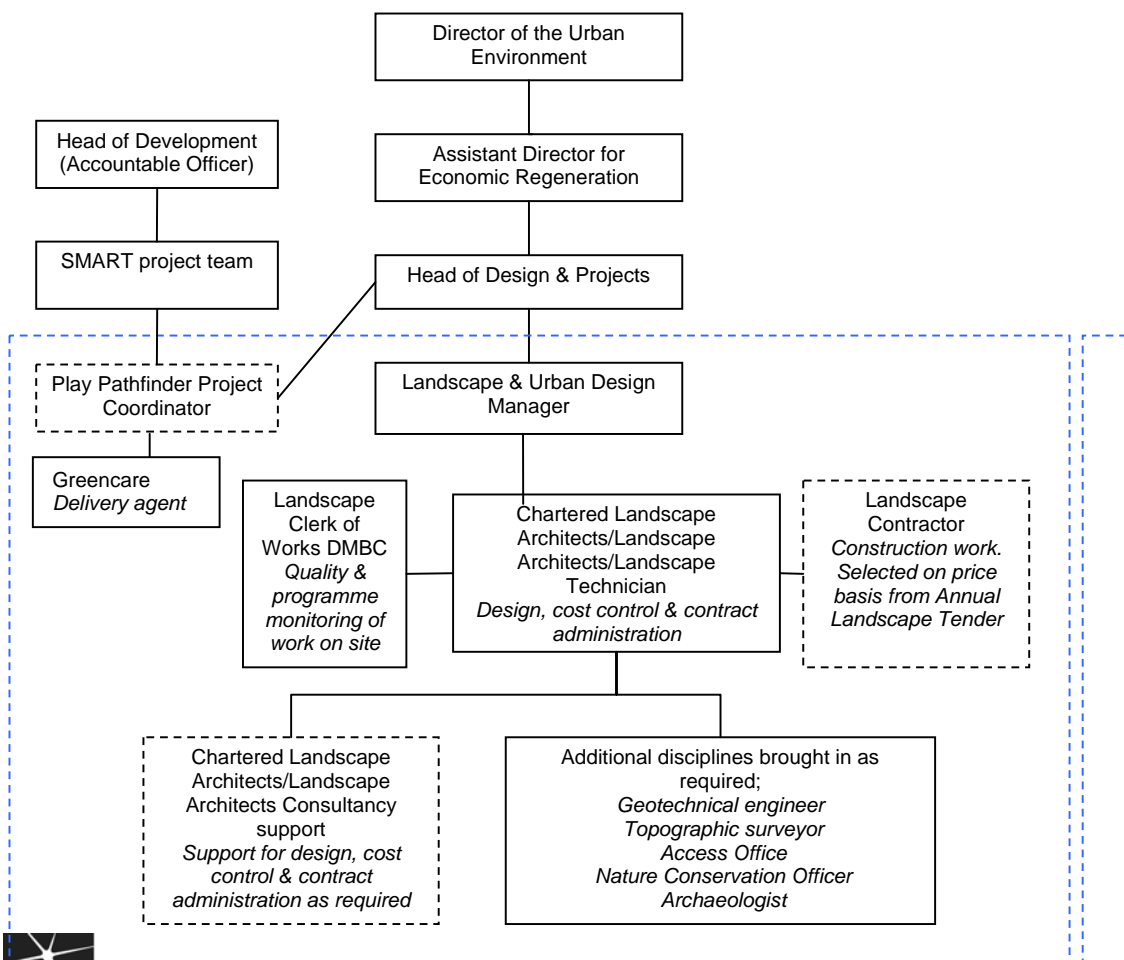 Director of the Urban
Environment
Head of Development
(Accountable Officer)
Assistant Director for
Economic Regeneration
SMART project team
Head of Design & Projects
Play Pathfinder Project
Coordinator
Landscape & Urban Design
Manager
Greencare
Delivery agent
Landscape
Clerk of
Works DMBC
Quality &
programme
monitoring of
work on site
Chartered Landscape
Architects/Landscape
Architects/Landscape
Technician
Design, cost control & contract
administration
Landscape
Contractor
Construction work.
Selected on price
basis from Annual
Landscape Tender
Chartered Landscape
Architects/Landscape
Architects Consultancy
support
Support for design, cost
control & contract
administration as required
Additional disciplines brought in as
required;
Geotechnical engineer
Topographic surveyor
Access Office
Nature Conservation Officer
Archaeologist